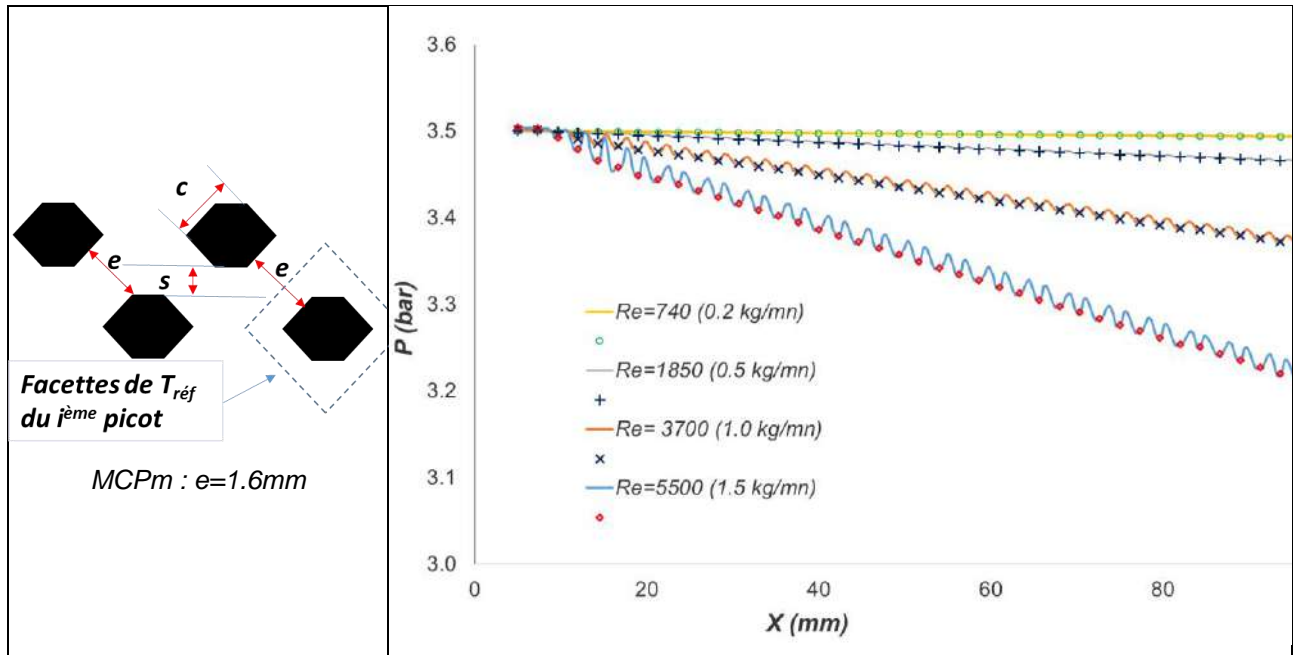 c
e
e
s
Facettes de Tréf
du ième picot
MCPm : e=1.6mm
P (bar)
3.6
3.5
3.4
3.3
3.2
3.1
3.0
Re=740 (0.2 kg/mn)
Re=1850 (0.5 kg/mn)
Re= 3700 (1.0 kg/mn)
Re=5500 (1.5 kg/mn)
0
20
40
60
80
X (mm)